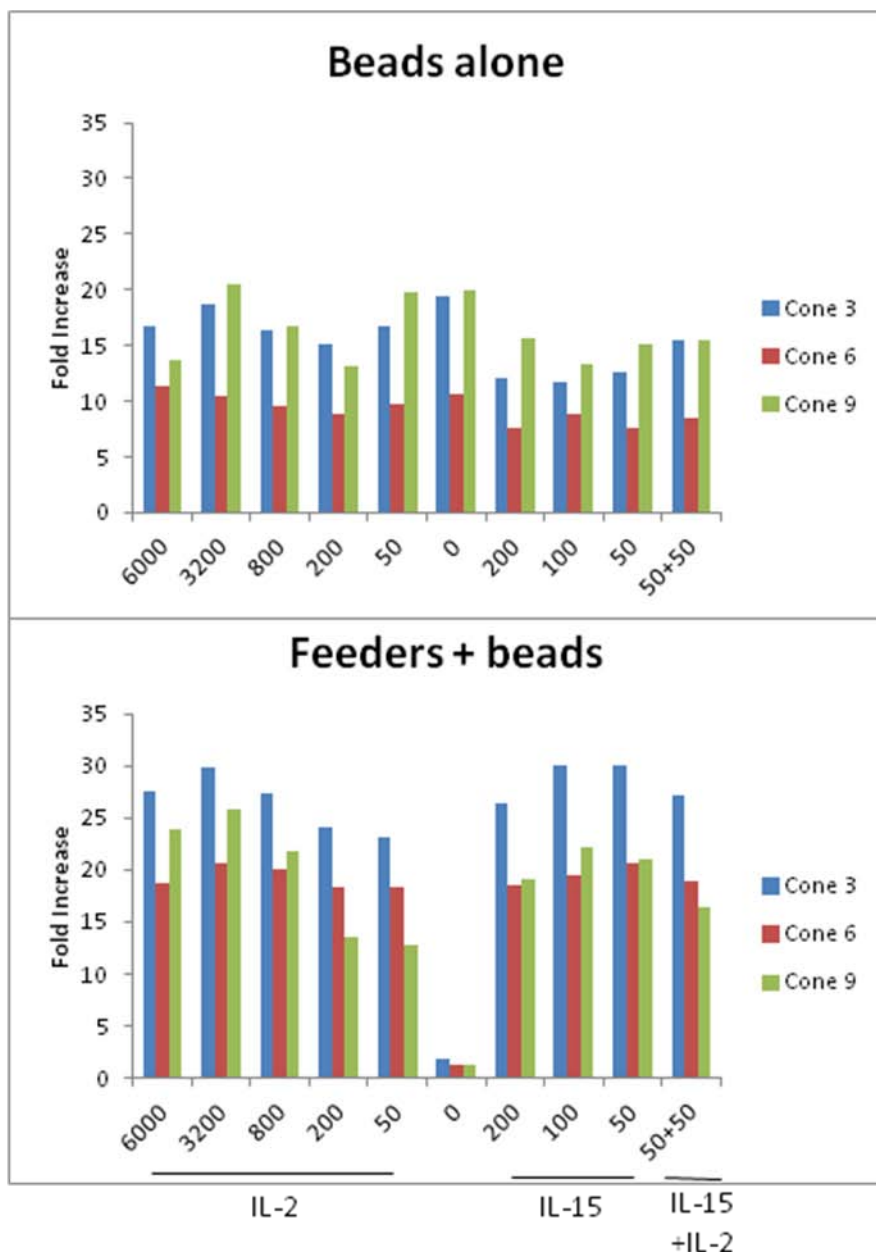 Beads alone
35
30
25
20
15
10
5
0
Fold Increase
6000 3200 800 200 50 0 200 100 50 50+50
Cone 3
Cone 6
Cone 9
Feeders + beads
35
30
25
20
15
10
5
0
Fold Increase
6000 3200 800 200 50 0 200 100 50 50+50
Cone 3
Cone 6
Cone 9
IL-2 IL-15 IL-15
+IL-2